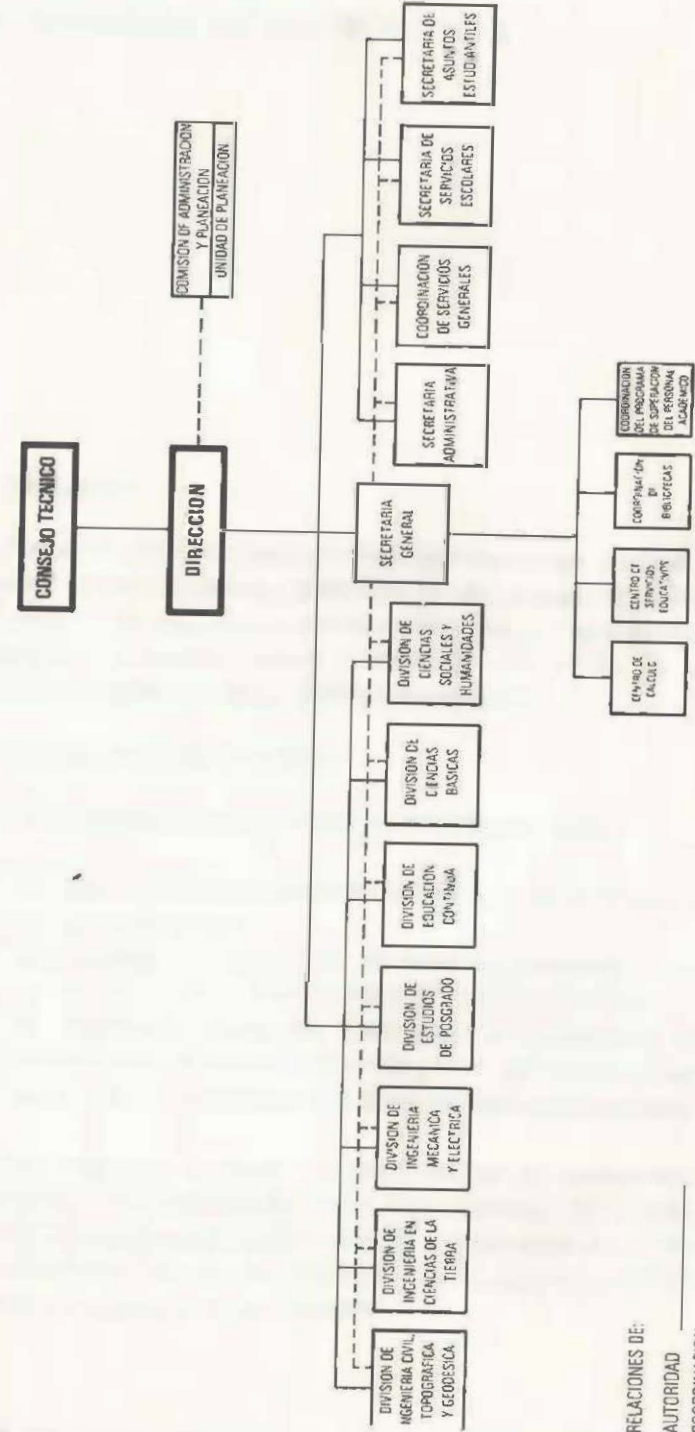 CONSEJO TECNICO
DIRECCION
COMISION DE ADMINISTRACION
Y PLANEACION
UNIDAD DE PLANEACION
DIVISION DE
INGENIERIA CIVIL,
TOPOGRAFICA
Y GEODESICA
DIVISION DE
INGENIERIA EN
CIENCIAS DE LA
TIERRA
DIVISION DE
INGENIERIA
MECANICA
Y ELECTRICA
DIVISION DE
ESTUDIOS
DE POSGRADO
DIVISION DE
EDUCACION
CONTINUA
DIVISION DE
CIENCIAS
BASICAS
DIVISION DE
CIENCIAS
SOCIALES Y
HUMANIDADES
SECRETARIA
GENERAL
SECRETARIA
ADMINISTRATIVA
COORDINACION
DE SERVICIOS
GENERALES
SECRETARIA DE
SERVICIOS
ESCOLARES
SECRETARIA DE
ASUNTOS
ESTUDIANTILES
CENTRO DE
CALCULO
CENTRO DE
SERVICIOS
EDUCATIVOS
COORDINACION
DE
BIBLIOTECAS
COORDINACION
DEL PROGRAMA
DE SUPERACION
DEL PERSONAL
ACADEMICO
RELACIONES DE:
AUTORIDAD